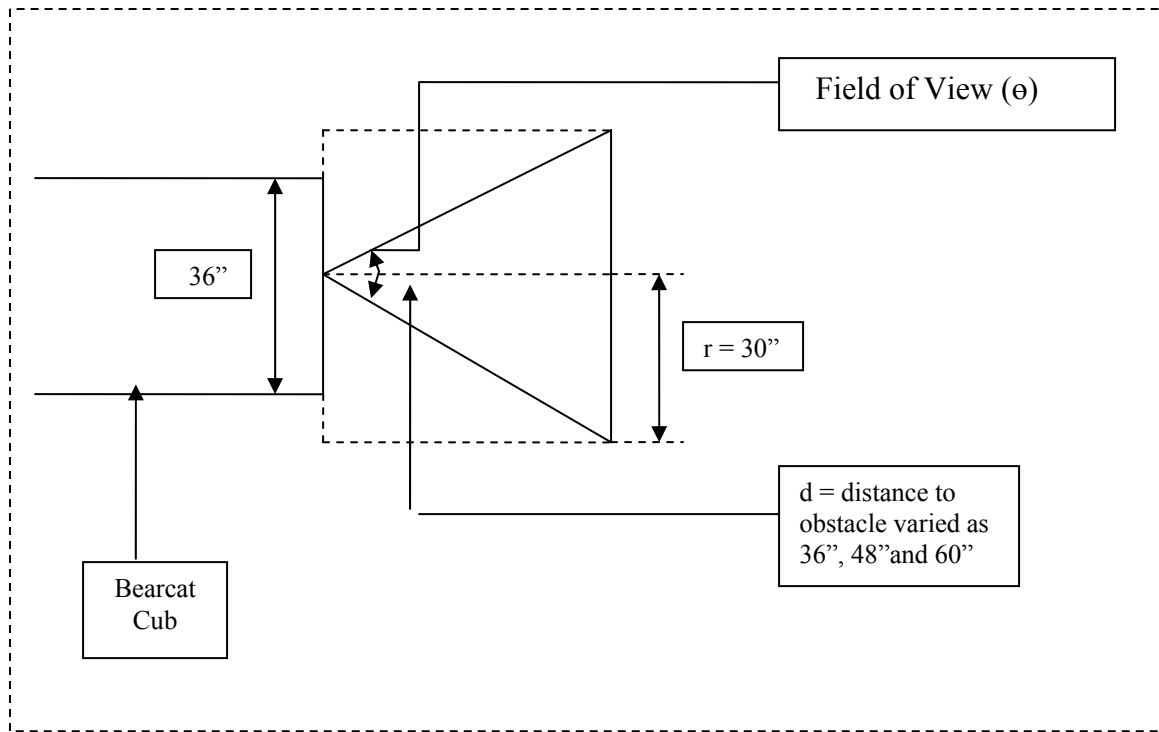 Field of View (ɵ)
36”
r = 30”
d = distance to
obstacle varied as
36”, 48”and 60”
Bearcat
Cub